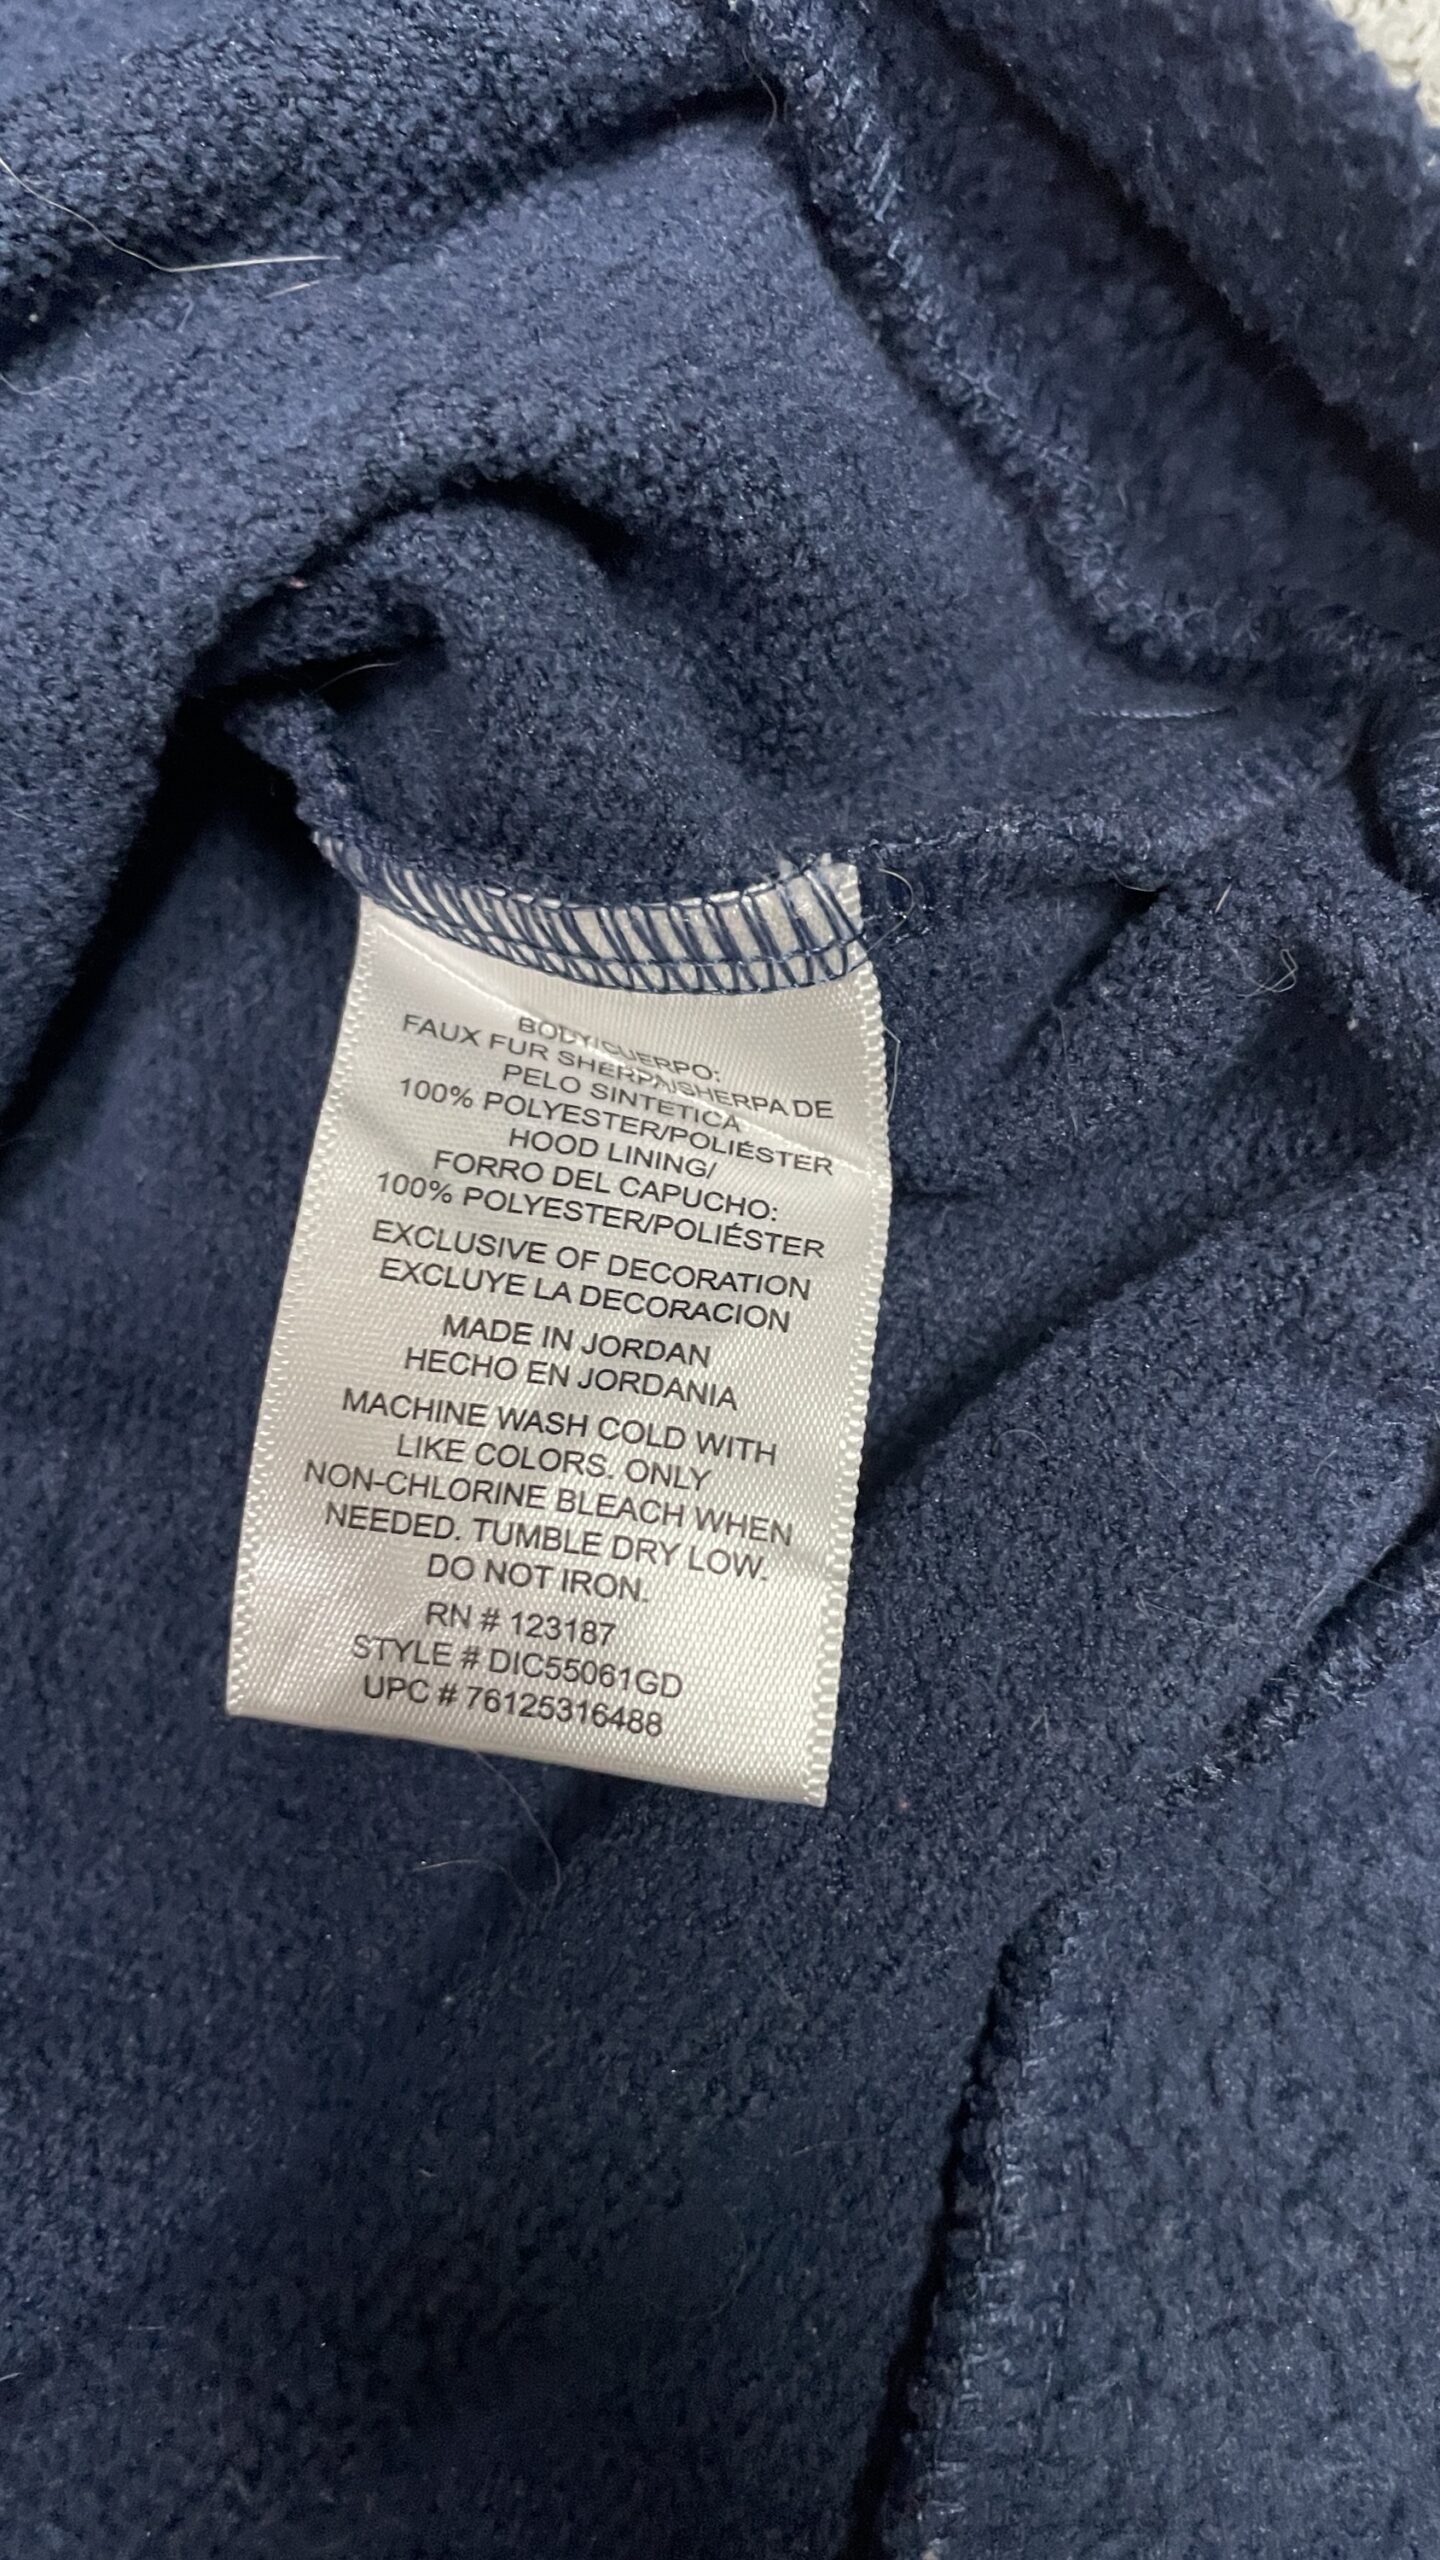 BODY/CUERPO:
FAUX FUR SHERPA/SHERPA DE
PELO SINTETICA
100% POLYESTER/POLIÉSTER
HOOD LINING/
FORRO DEL CAPUCHO:
100% POLYESTER/POLIÉSTER
EXCLUSIVE OF DECORATION
EXCLUYE LA DECORACION
MADE IN JORDAN
HECHO EN JORDANIA
MACHINE WASH COLD WITH
LIKE COLORS. ONLY
NON-CHLORINE BLEACH WHEN
NEEDED. TUMBLE DRY LOW.
DO NOT IRON.
RN # 123187
STYLE # DIC55061GD
UPC # 76125316488